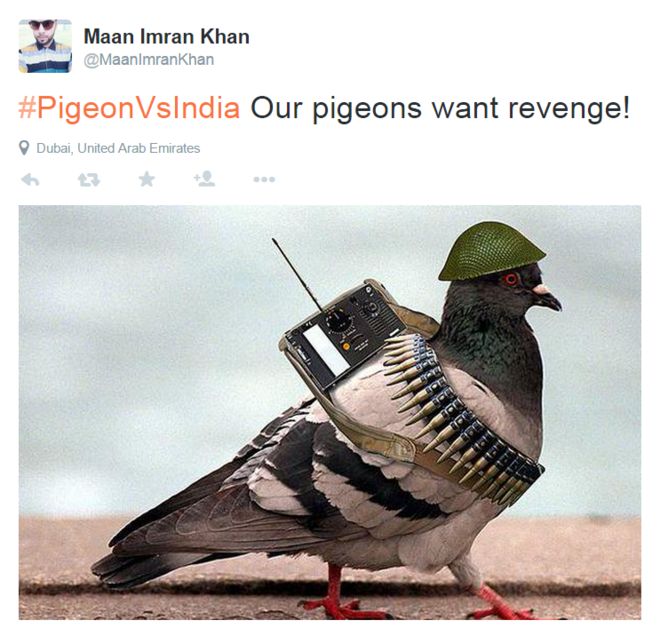 Maan Imran Khan
@MaanImranKhan
#PigeonVsIndia Our pigeons want revenge!
Dubai, United Arab Emirates